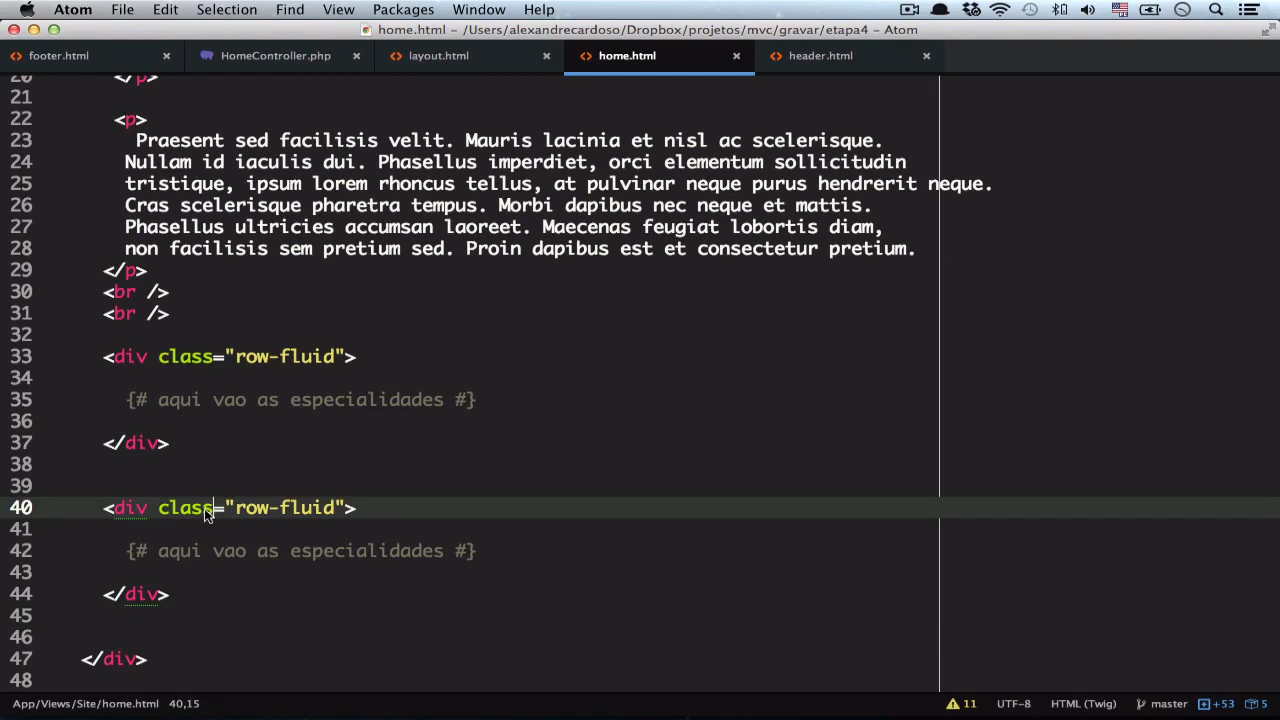 Atom File Edit Selection Find View Packages Window Help
home.html - /Users/alexandrecardoso/Dropbox/projetos/mvc/gravar/etapa4 - Atom
footer.html HomeController.php layout.html home.html header.html
20 </p>
21
22 <p>
23 Praesent sed facilisis velit. Mauris lacinia et nisl ac scelerisque.
24 Nullam id iaculis dui. Phasellus imperdiet, orci elementum sollicitudin
25 tristique, ipsum lorem rhoncus tellus, at pulvinar neque purus hendrerit neque.
26 Cras scelerisque pharetra tempus. Morbi dapibus nec neque et mattis.
27 Phasellus ultricies accumsan laoreet. Maecenas feugiat lobortis diam,
28 non facilisis sem pretium sed. Proin dapibus est et consectetur pretium.
29 </p>
30 <br />
31 <br />
32
33 <div class="row-fluid">
34
35 {# aqui vao as especialidades #}
36
37 </div>
38
39
40 <div class="row-fluid">
41
42 {# aqui vao as especialidades #}
43
44 </div>
45
46
47 </div>
48
App/Views/Site/home.html 40,15 11 UTF-8 HTML (Twig) master +53 5